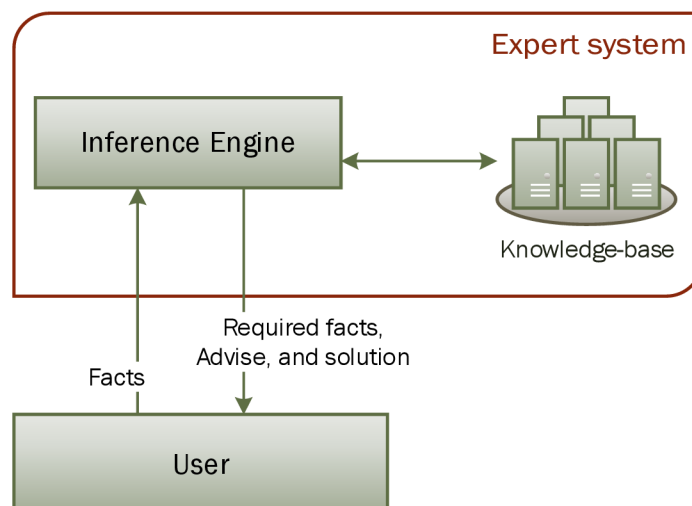 Expert system
Inference Engine
Knowledge-base
Required facts,
Advise, and solution
Facts
User